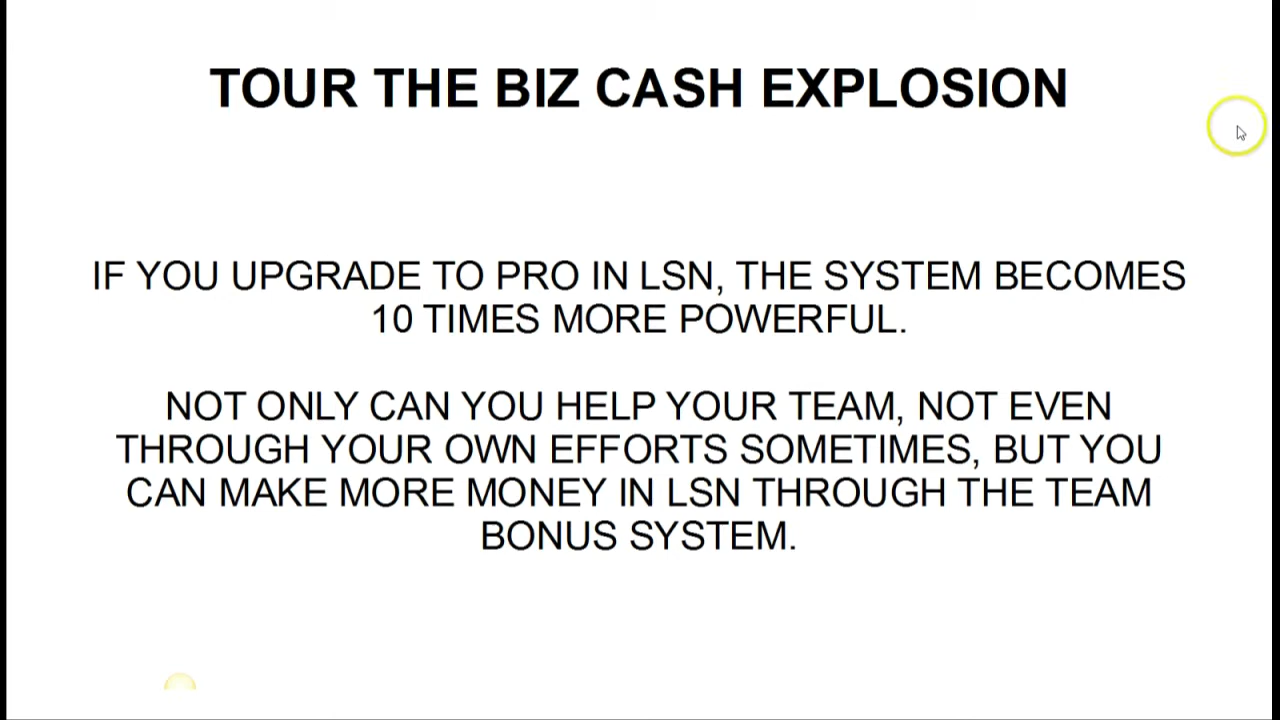 TOUR THE BIZ CASH EXPLOSION
IF YOU UPGRADE TO PRO IN LSN, THE SYSTEM BECOMES
10 TIMES MORE POWERFUL.
NOT ONLY CAN YOU HELP YOUR TEAM, NOT EVEN
THROUGH YOUR OWN EFFORTS SOMETIMES, BUT YOU
CAN MAKE MORE MONEY IN LSN THROUGH THE TEAM
BONUS SYSTEM.